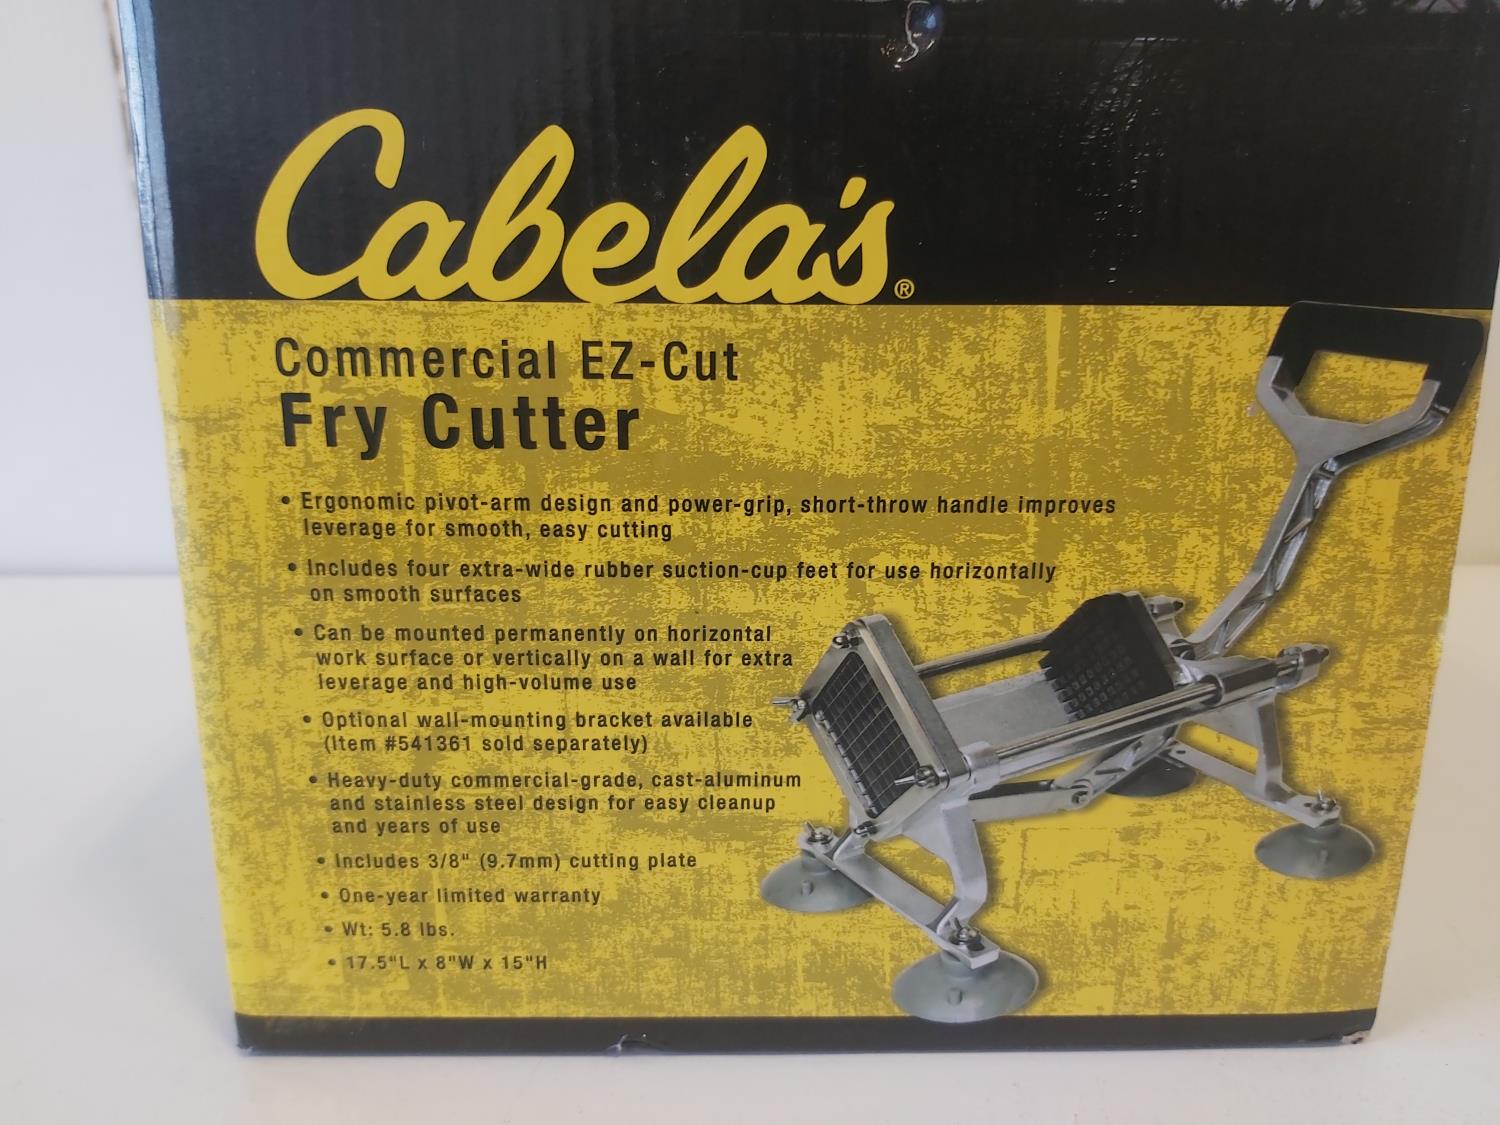 Cabela's®
Commercial EZ-Cut
Fry Cutter
• Ergonomic pivot-arm design and power-grip, short-throw handle improves
leverage for smooth, easy cutting
• Includes four extra-wide rubber suction-cup feet for use horizontally
on smooth surfaces
• Can be mounted permanently on horizontal
work surface or vertically on a wall for extra
leverage and high-volume use
• Optional wall-mounting bracket available
(Item #541361 sold separately)
• Heavy-duty commercial-grade, cast-aluminum
and stainless steel design for easy cleanup
and years of use
• Includes 3/8" (9.7mm) cutting plate
• One-year limited warranty
• Wt: 5.8 lbs.
• 17.5"L x 8"W x 15"H